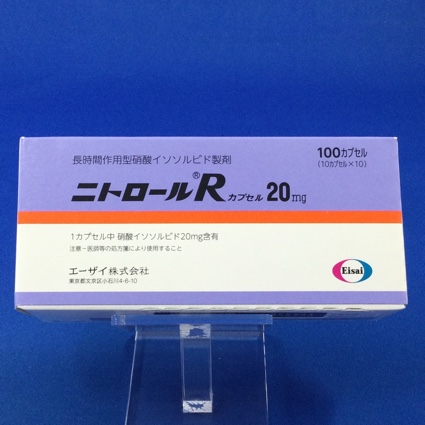 長時間作用型硝酸イソソルビド製剤
100カプセル
(10カプセル×10)
ニトロール®Rカプセル 20mg
1カプセル中 硝酸イソソルビド20mg含有
注意-医師等の処方箋により使用すること
エーザイ株式会社
東京都文京区小石川4-6-10
Eisai